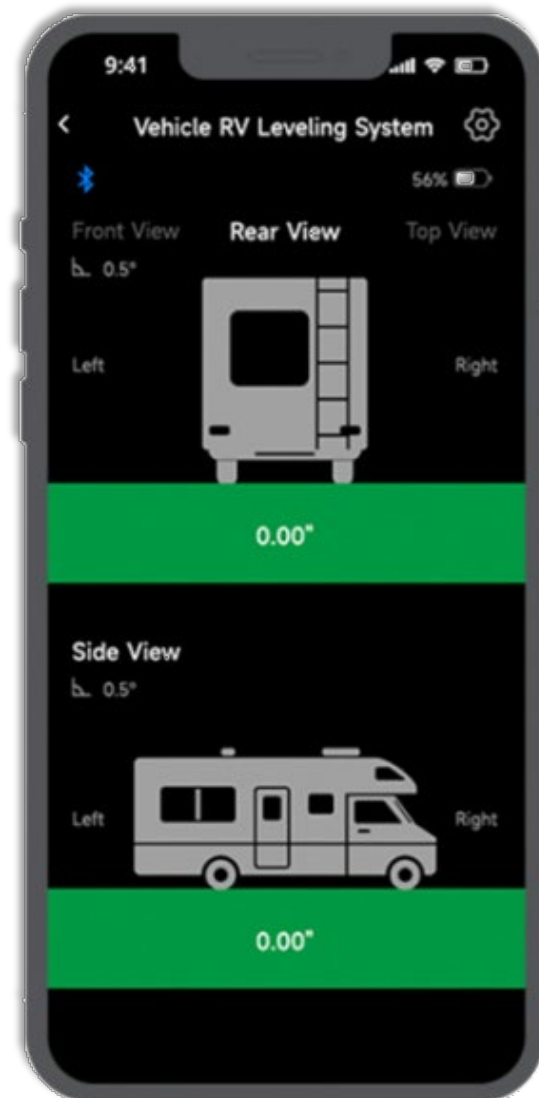 9:41
Vehicle RV Leveling System
56%
Front View Rear View Top View
0.5°
Left Right
0.00"
Side View
0.5°
Left Right
0.00"